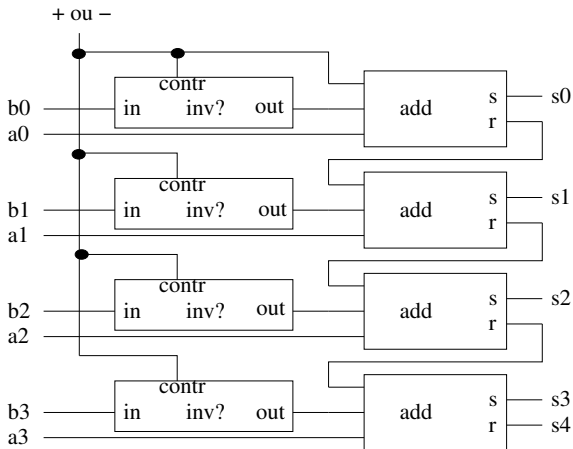 + ou −
contr
b0 in inv? out add s s0
a0 r
contr
b1 in inv? out add s s1
a1 r
contr
b2 in inv? out add s s2
a2 r
contr
b3 in inv? out add s s3
a3 r s4